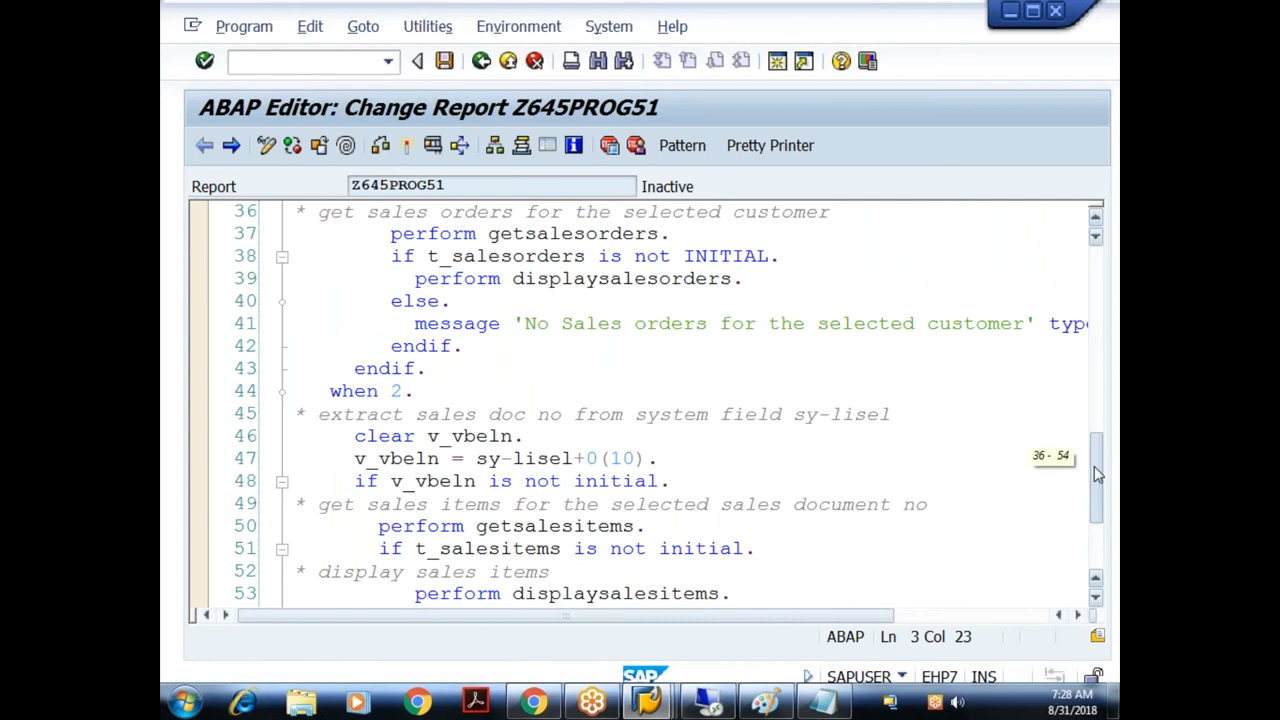 Program Edit Goto Utilities Environment System Help
ABAP Editor: Change Report Z645PROG51
Pattern Pretty Printer
Report Z645PROG51 Inactive
36 * get sales orders for the selected customer
37 perform getsalesorders.
38 if t_salesorders is not INITIAL.
39 perform displaysalesorders.
40 else.
41 message 'No Sales orders for the selected customer' type
42 endif.
43 endif.
44 when 2.
45 * extract sales doc no from system field sy-lisel
46 clear v_vbeln.
47 v_vbeln = sy-lisel+0(10).
36 - 54
48 if v_vbeln is not initial.
49 * get sales items for the selected sales document no
50 perform getsalesitems.
51 if t_salesitems is not initial.
52 * display sales items
53 perform displaysalesitems.
ABAP Ln 3 Col 23
SAP SAPUSER EHP7 INS
7:28 AM
8/31/2018